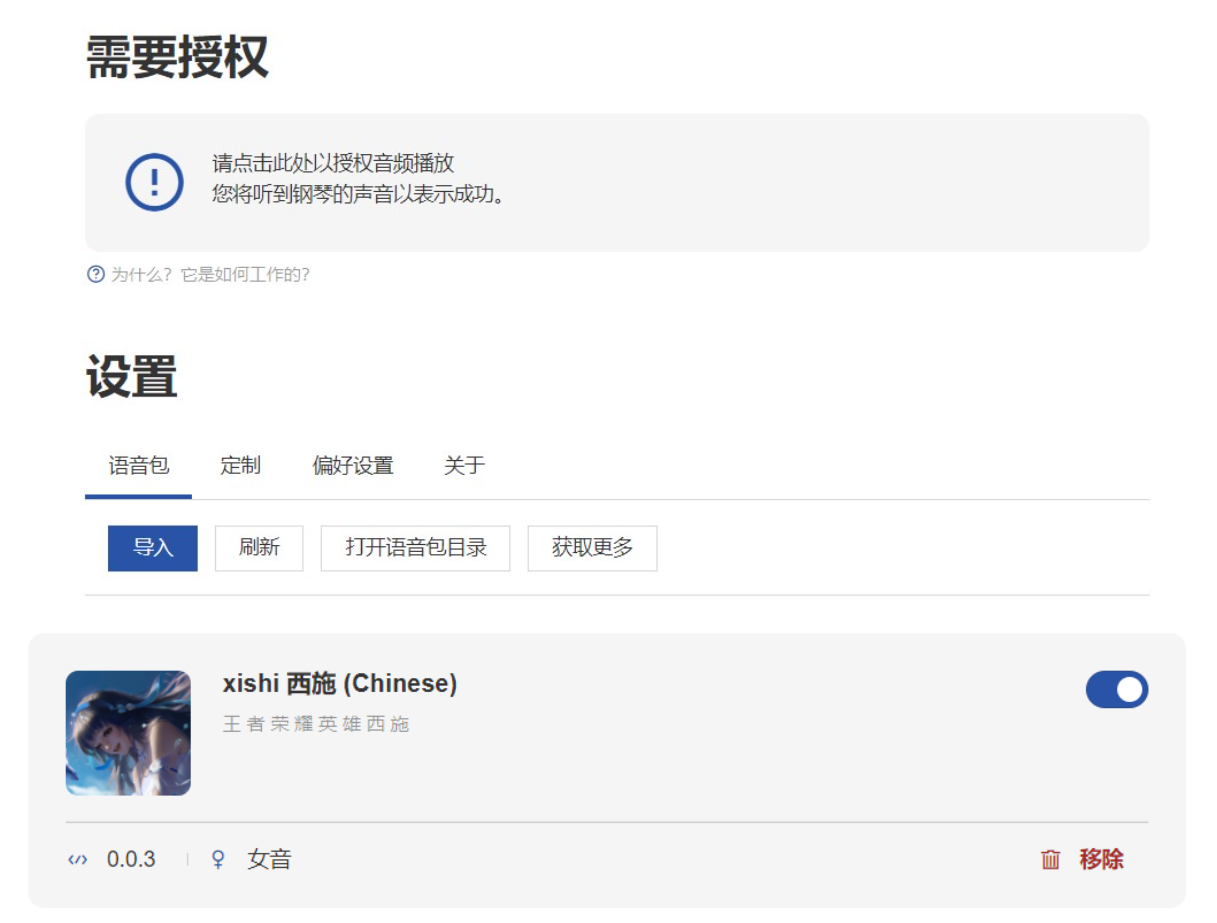 需要授权
请点击此处以授权音频播放
您将听到钢琴的声音以表示成功。
为什么？它是如何工作的？
设置
语音包 定制 偏好设置 关于
导入 刷新 打开语音包目录 获取更多
xishi 西施 (Chinese)
王者荣耀英雄西施
0.0.3 女音 移除